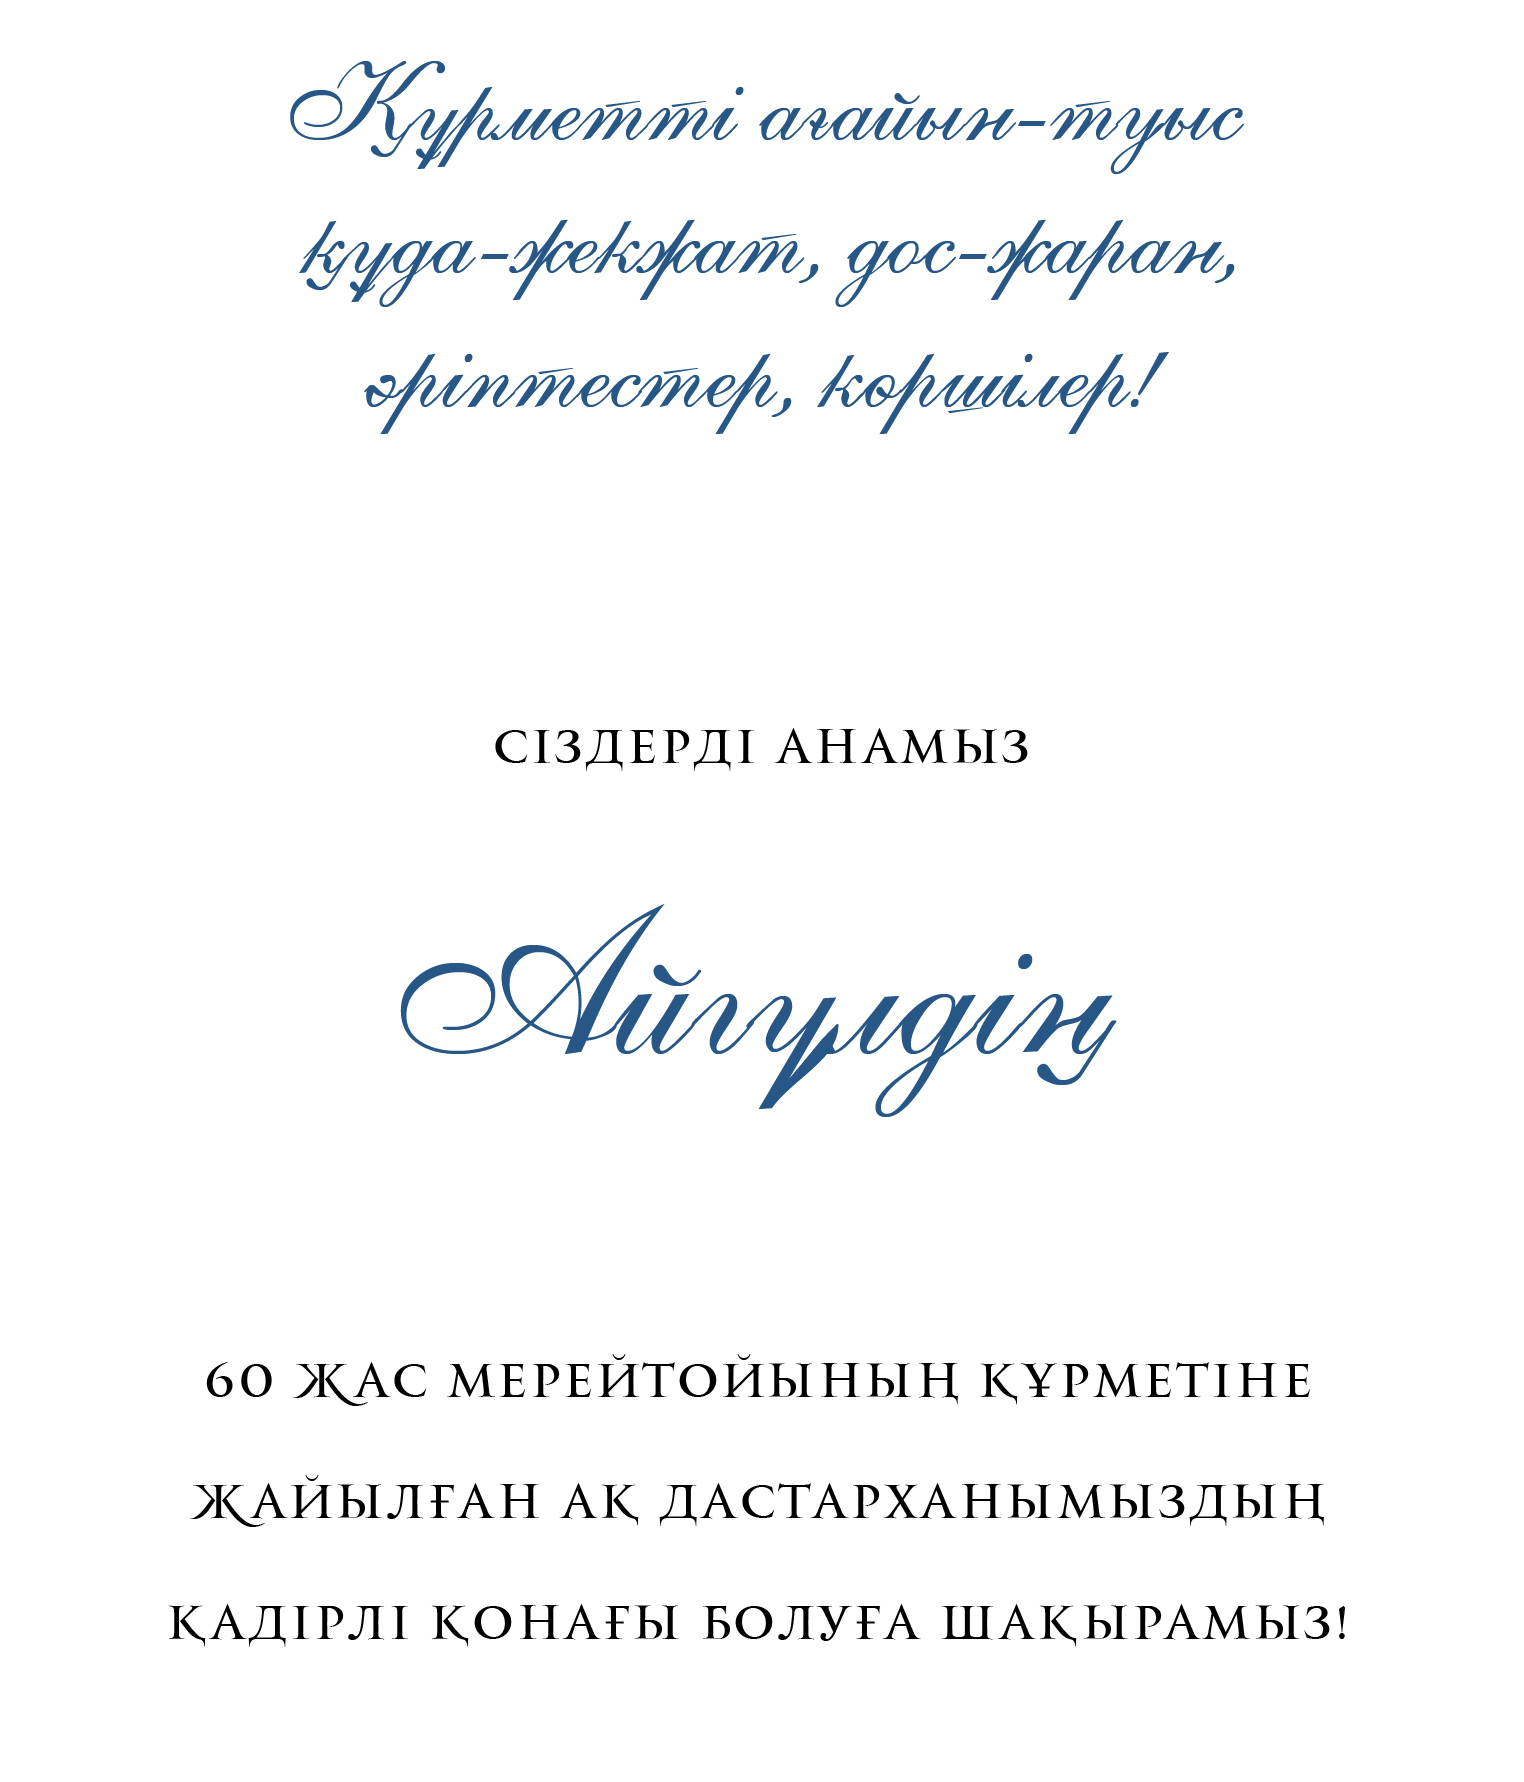 Құрметті ағайын-туыс
құда-жекжат, дос-жаран,
әріптестер, көршілер!
СІЗДЕРДІ АНАМЫЗ
Айгүлдің
60 ЖАС МЕРЕЙТОЙЫНЫҢ ҚҰРМЕТІНЕ
ЖАЙЫЛҒАН АҚ ДАСТАРХАНЫМЫЗДЫҢ
ҚАДІРЛІ ҚОНАҒЫ БОЛУҒА ШАҚЫРАМЫЗ!